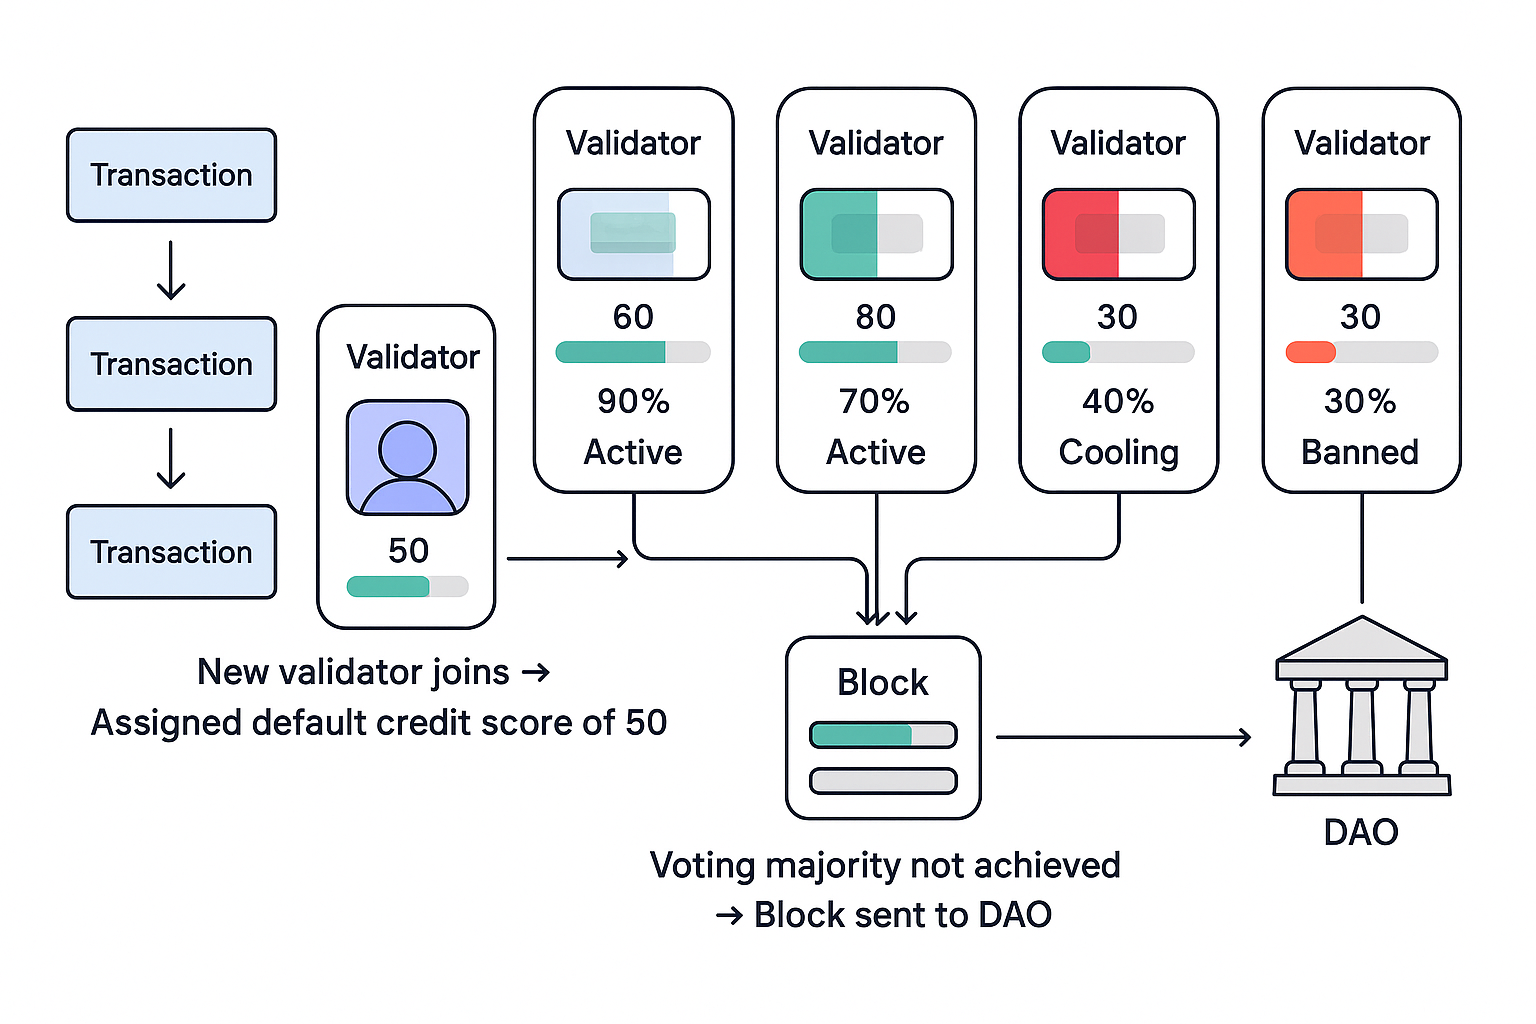 Transaction
Transaction
Transaction
Validator
50
New validator joins →
Assigned default credit score of 50
Validator
60
90%
Active
Validator
80
70%
Active
Validator
30
40%
Cooling
Validator
30
30%
Banned
Block
Voting majority not achieved
→ Block sent to DAO
DAO